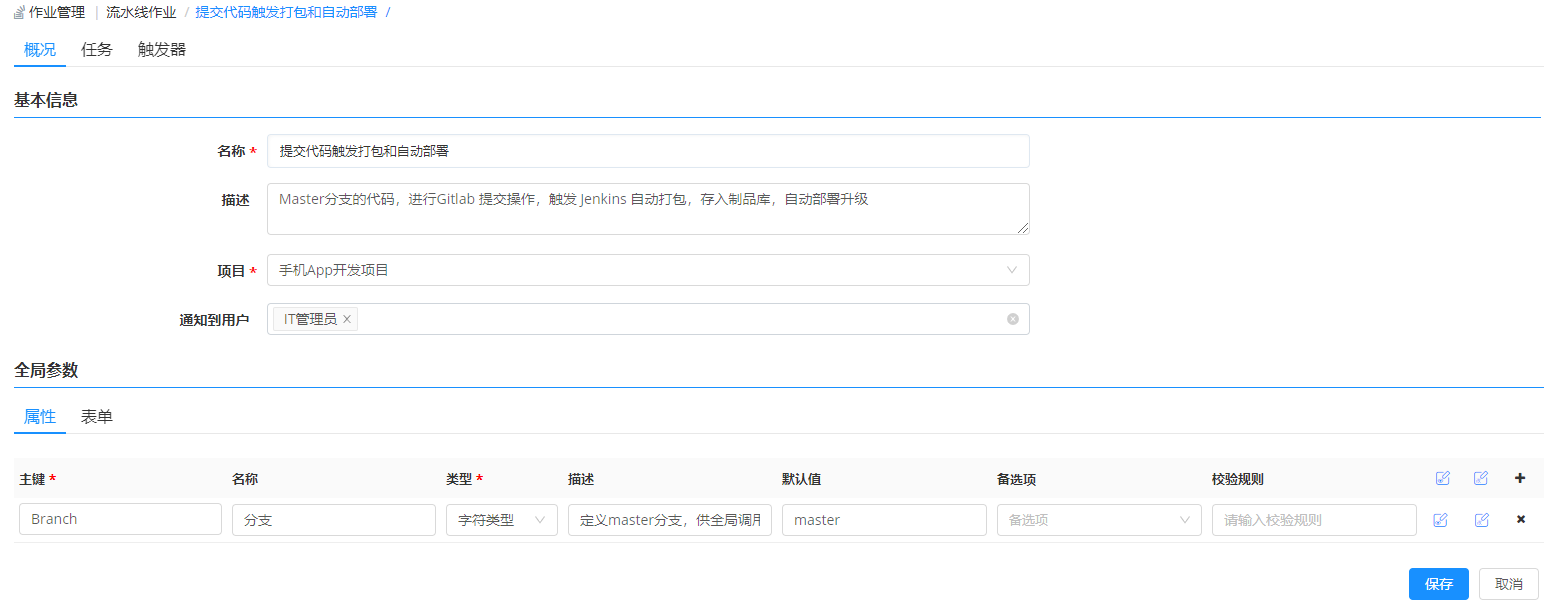 作业管理 | 流水线作业 / 提交代码触发打包和自动部署 /
概况 任务 触发器
基本信息
名称 * 提交代码触发打包和自动部署
描述 Master分支的代码，进行Gitlab 提交操作，触发 Jenkins 自动打包，存入制品库，自动部署升级
项目 * 手机App开发项目
通知到用户 IT管理员 ×
全局参数
属性 表单
主键 * 名称 类型 * 描述 默认值 备选项 校验规则
Branch 分支 字符类型 定义master分支，供全局调用 master 备选项 请输入校验规则
保存 取消